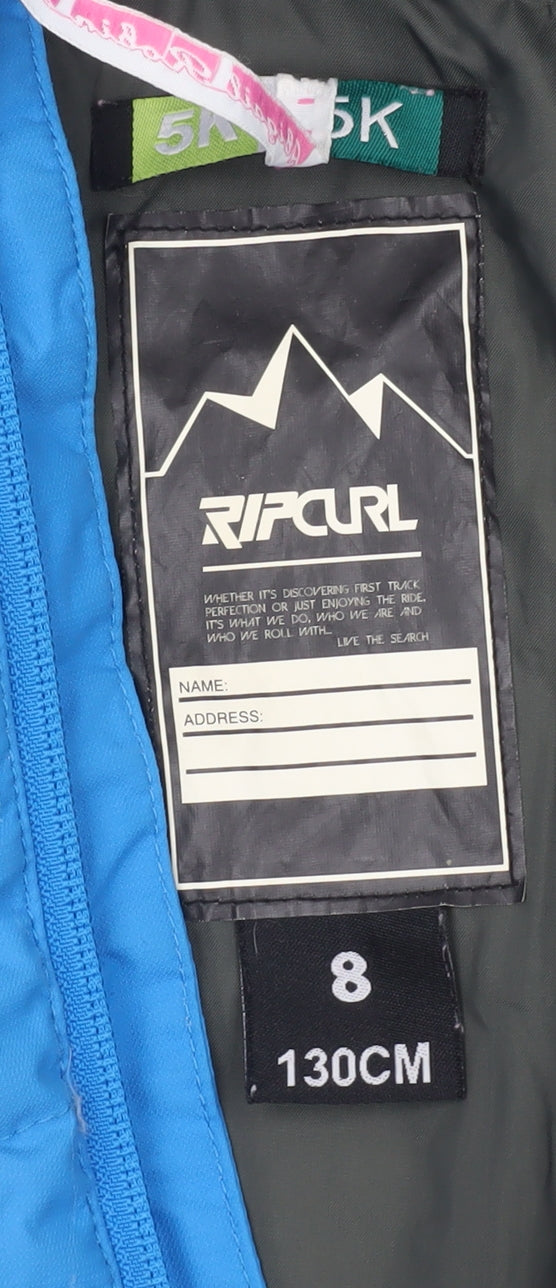 5K 5K
RIPCURL
WHETHER IT'S DISCOVERING FIRST TRACK
PERFECTION OR JUST ENJOYING THE RIDE,
IT'S WHAT WE DO, WHO WE ARE AND
WHO WE ROLL WITH...
LIVE THE SEARCH
NAME:
ADDRESS:
8
130CM